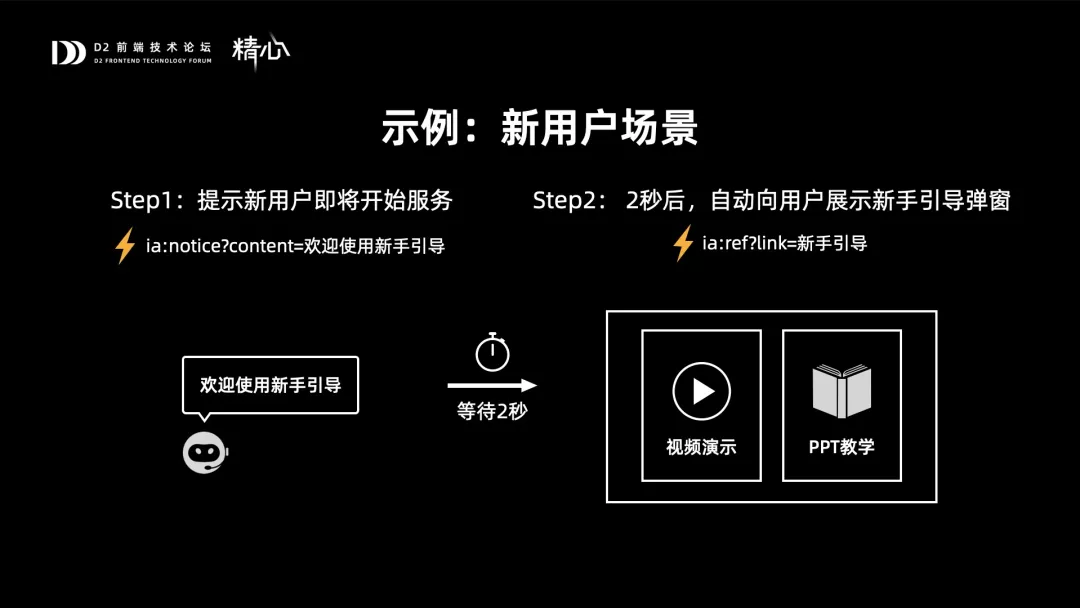 D2 前端技术论坛
D2 FRONTEND TECHNOLOGY FORUM
精心
示例：新用户场景
Step1：提示新用户即将开始服务
ia:notice?content=欢迎使用新手引导
Step2： 2秒后，自动向用户展示新手引导弹窗
ia:ref?link=新手引导
欢迎使用新手引导
等待2秒
视频演示
PPT教学